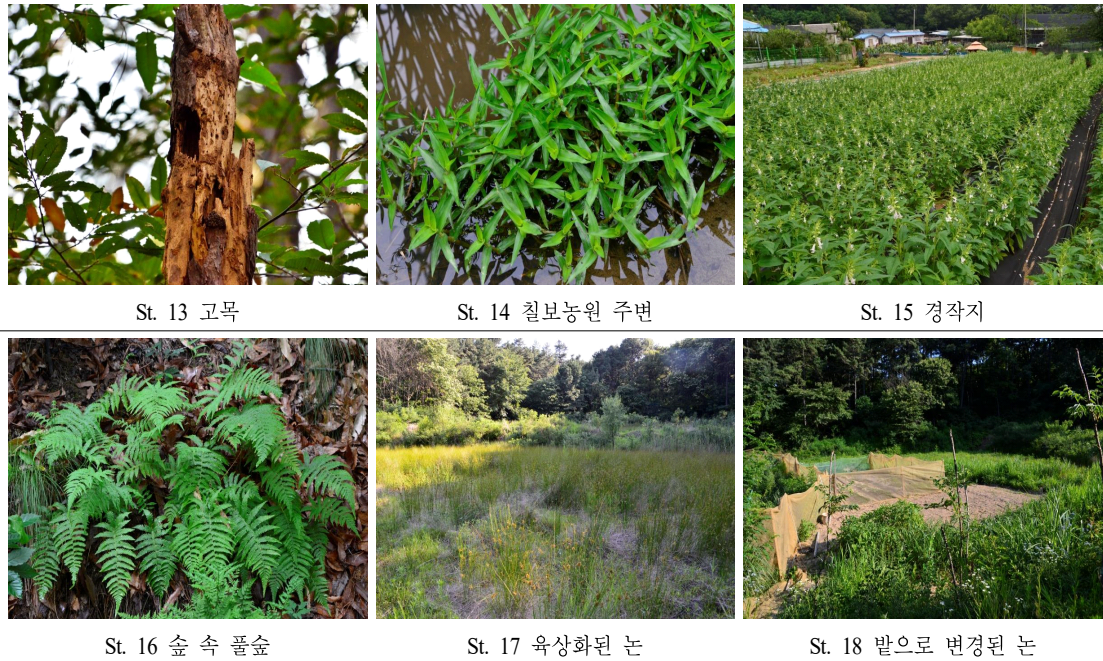 St. 13 고목
St. 14 칠보농원 주변
St. 15 경작지
St. 16 숲 속 풀숲
St. 17 육상화된 논
St. 18 밭으로 변경된 논